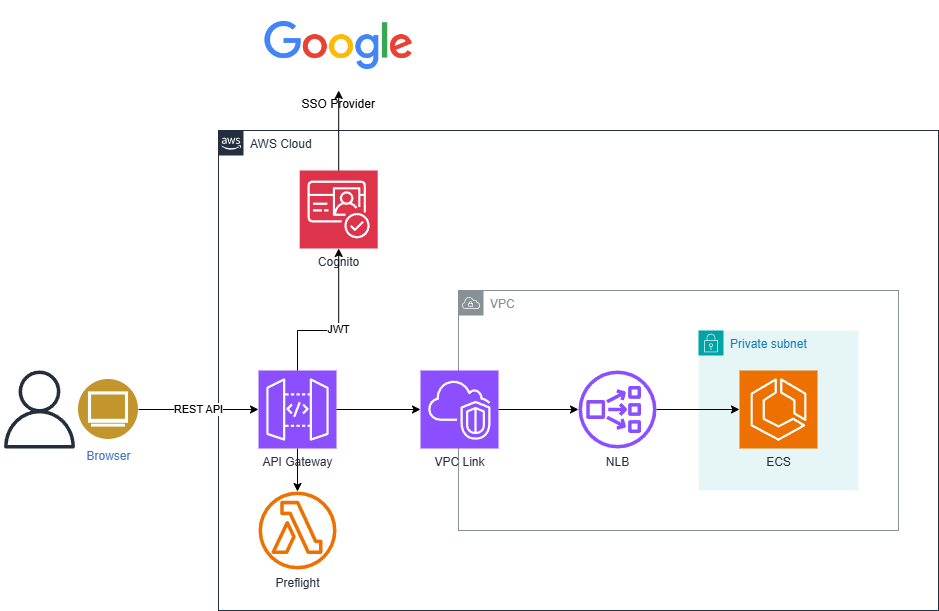 Google
SSO Provider
aws
AWS Cloud
Cognito
VPC
JWT
Private subnet
REST API
</>
Browser
API Gateway
VPC Link
NLB
ECS
Preflight